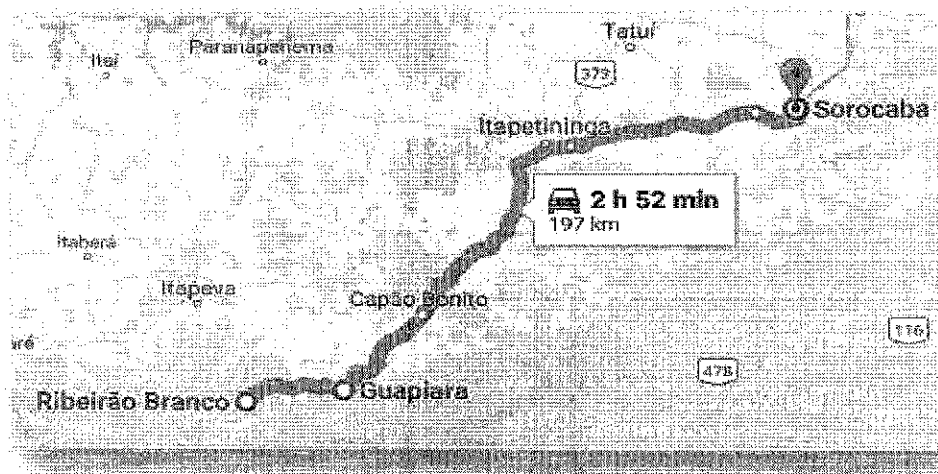 Tatuí
Paranapanema
Itaí
373
Sorocaba
Itapetininga
2 h 52 min
197 km
Itaberá
Itapeva
Capão Bonito
116
478
Guapiara
Ribeirão Branco